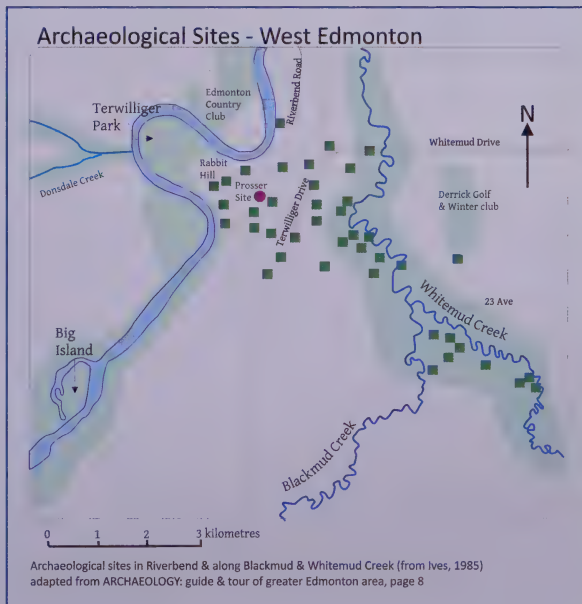 Archaeological Sites - West Edmonton
Edmonton
Country
Club
Riverbend Road
Terwilliger
Park
N
Whitemud Drive
Donsdale Creek
Rabbit
Hill
Prosser
Site
Terwilliger Drive
Derrick Golf
& Winter club
23 Ave
Whitemud Creek
Big
Island
Blackmud Creek
0 1 2 3 kilometres
Archaeological sites in Riverbend & along Blackmud & Whitemud Creek (from Ives, 1985)
adapted from ARCHAEOLOGY: guide & tour of greater Edmonton area, page 8